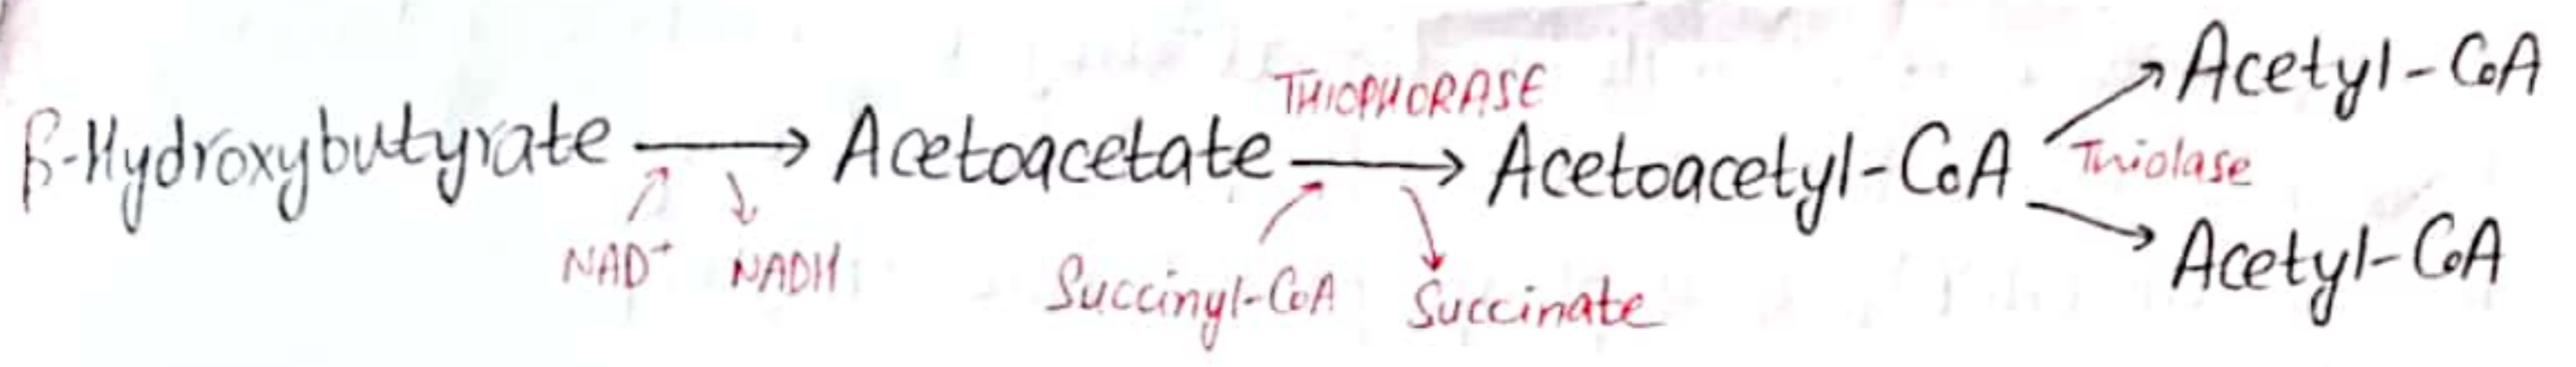 β-Hydroxybutyrate ⟶ Acetoacetate ⟶ Acetoacetyl-CoA
NAD⁺ NADH
THIOPHORASE
Succinyl-CoA Succinate
Thiolase
Acetyl-CoA
Acetyl-CoA